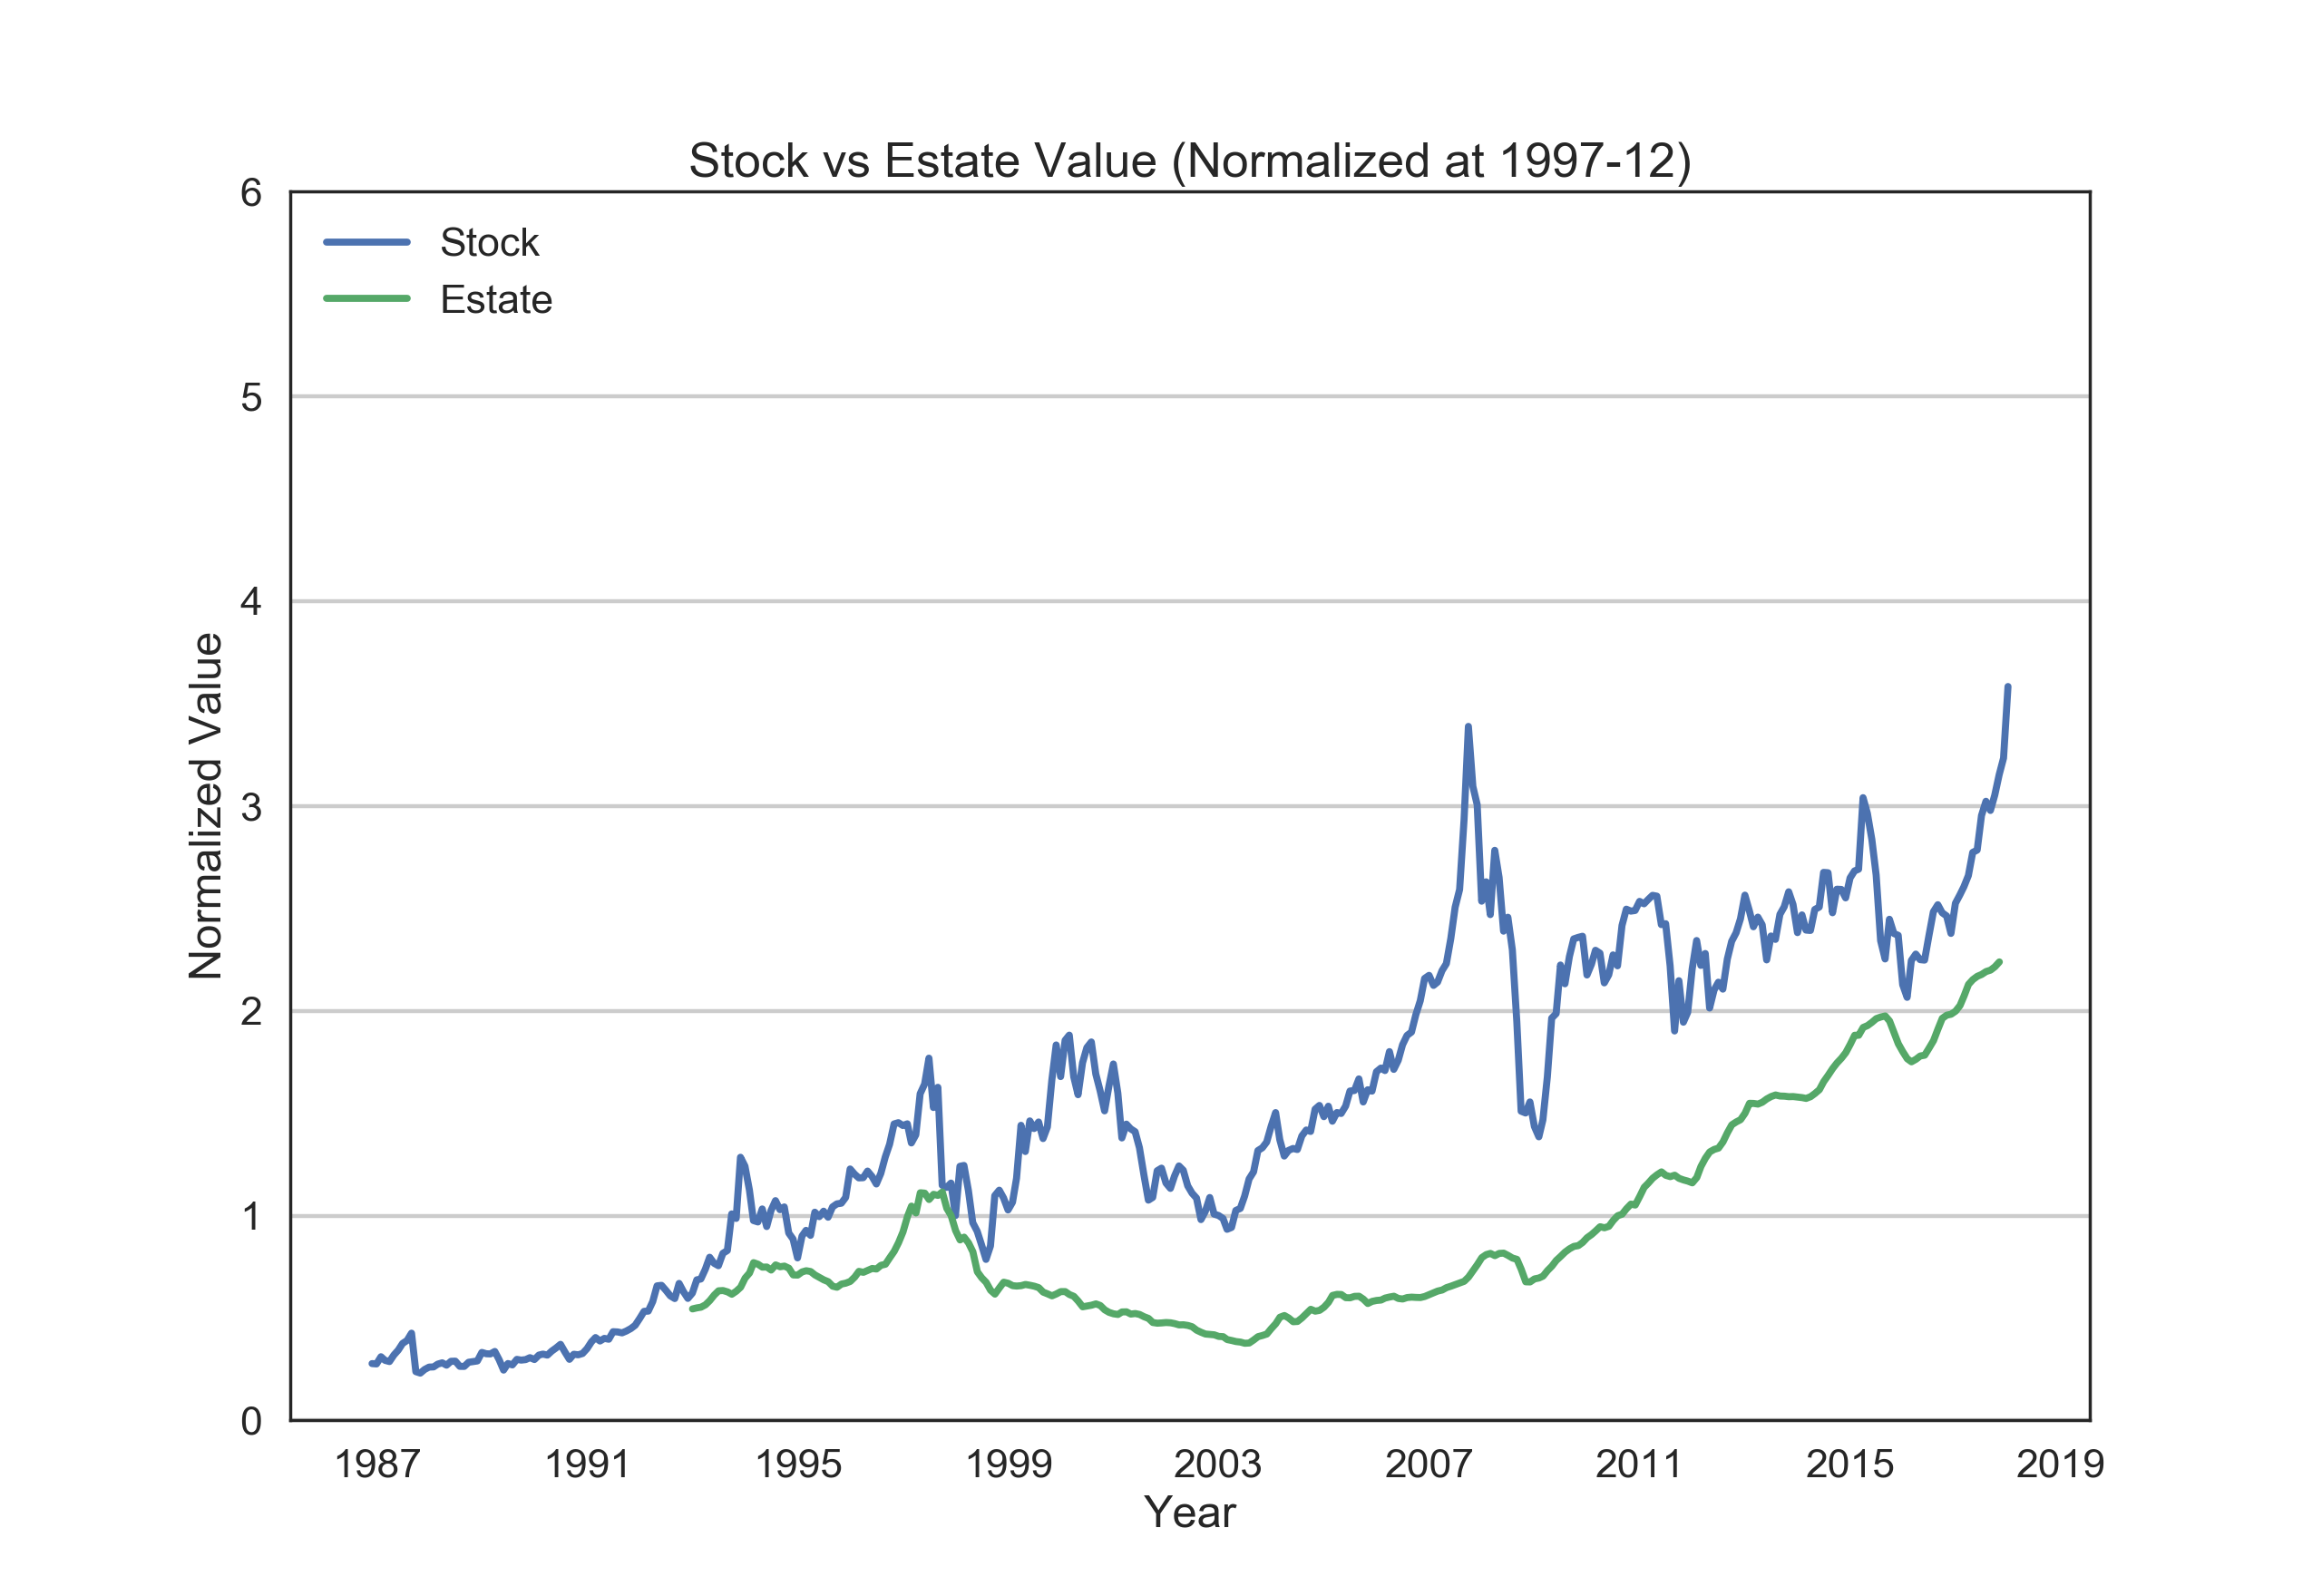 Stock vs Estate Value (Normalized at 1997-12)
6
Stock
Estate
5
4
3
2
1
0
Normalized Value
1987 1991 1995 1999 2003 2007 2011 2015 2019
Year